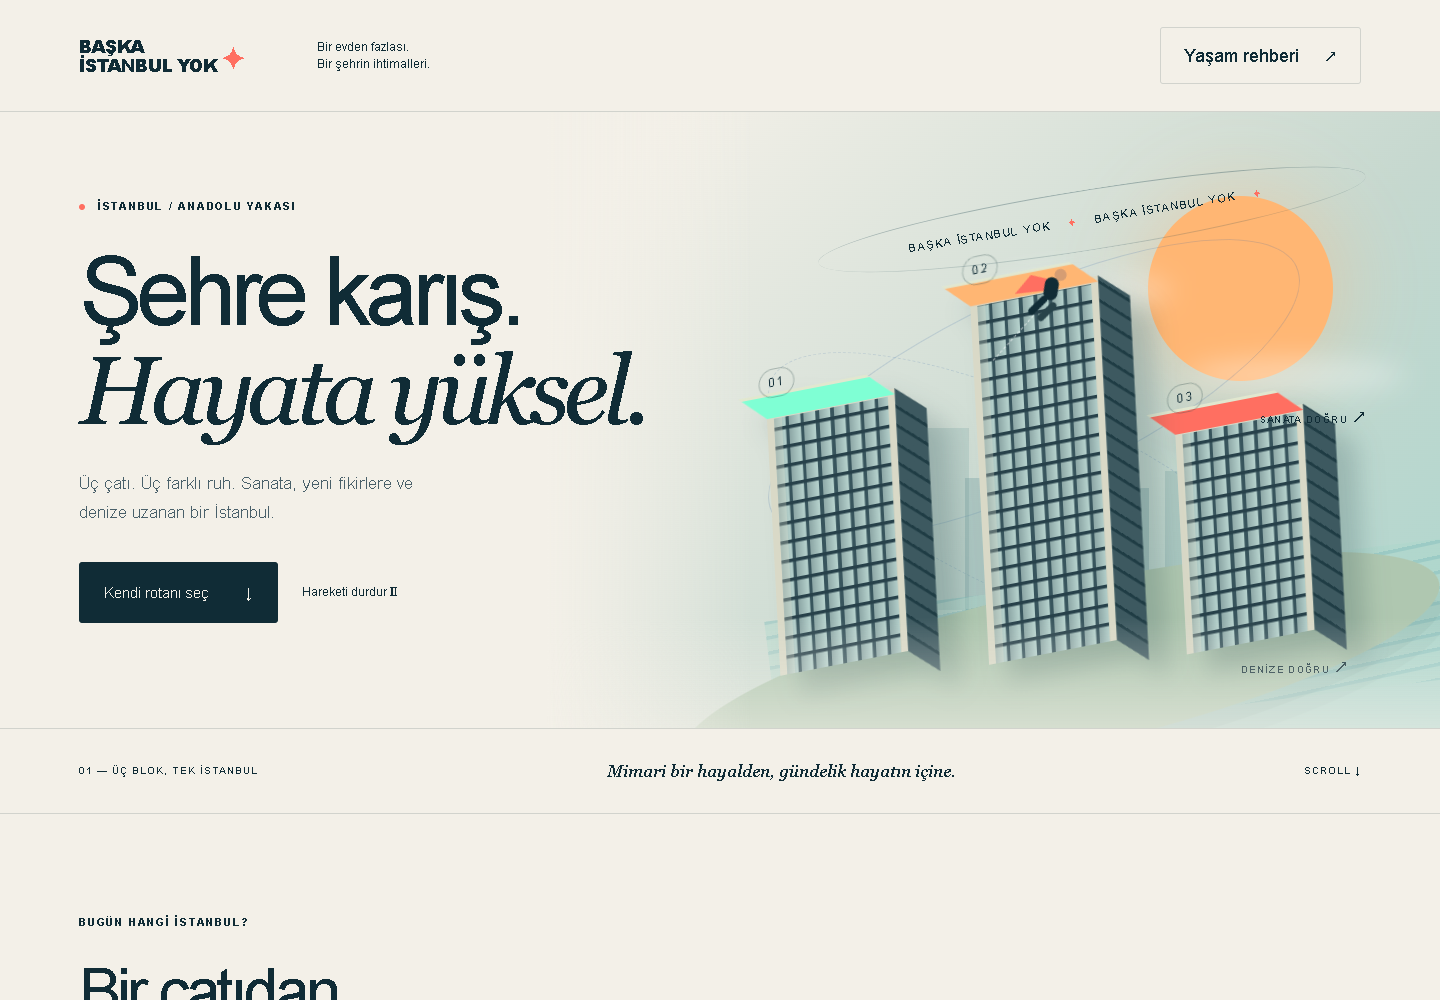 BAŞKA
İSTANBUL YOK
Bir evden fazlası.
Bir şehrin ihtimalleri.
Yaşam rehberi ↗
İSTANBUL / ANADOLU YAKASI
Şehre karış.
Hayata yüksel.
Üç çatı. Üç farklı ruh. Sanata, yeni fikirlere ve
denize uzanan bir İstanbul.
Kendi rotanı seç ↓
Hareketi durdur II
BAŞKA İSTANBUL YOK ✦ BAŞKA İSTANBUL YOK ✦
02
01
03
SANATA DOĞRU ↗
DENİZE DOĞRU ↗
01 — ÜÇ BLOK, TEK İSTANBUL
Mimari bir hayalden, gündelik hayatın içine.
SCROLL ↓
BUGÜN HANGİ İSTANBUL?
Bir çatıdan